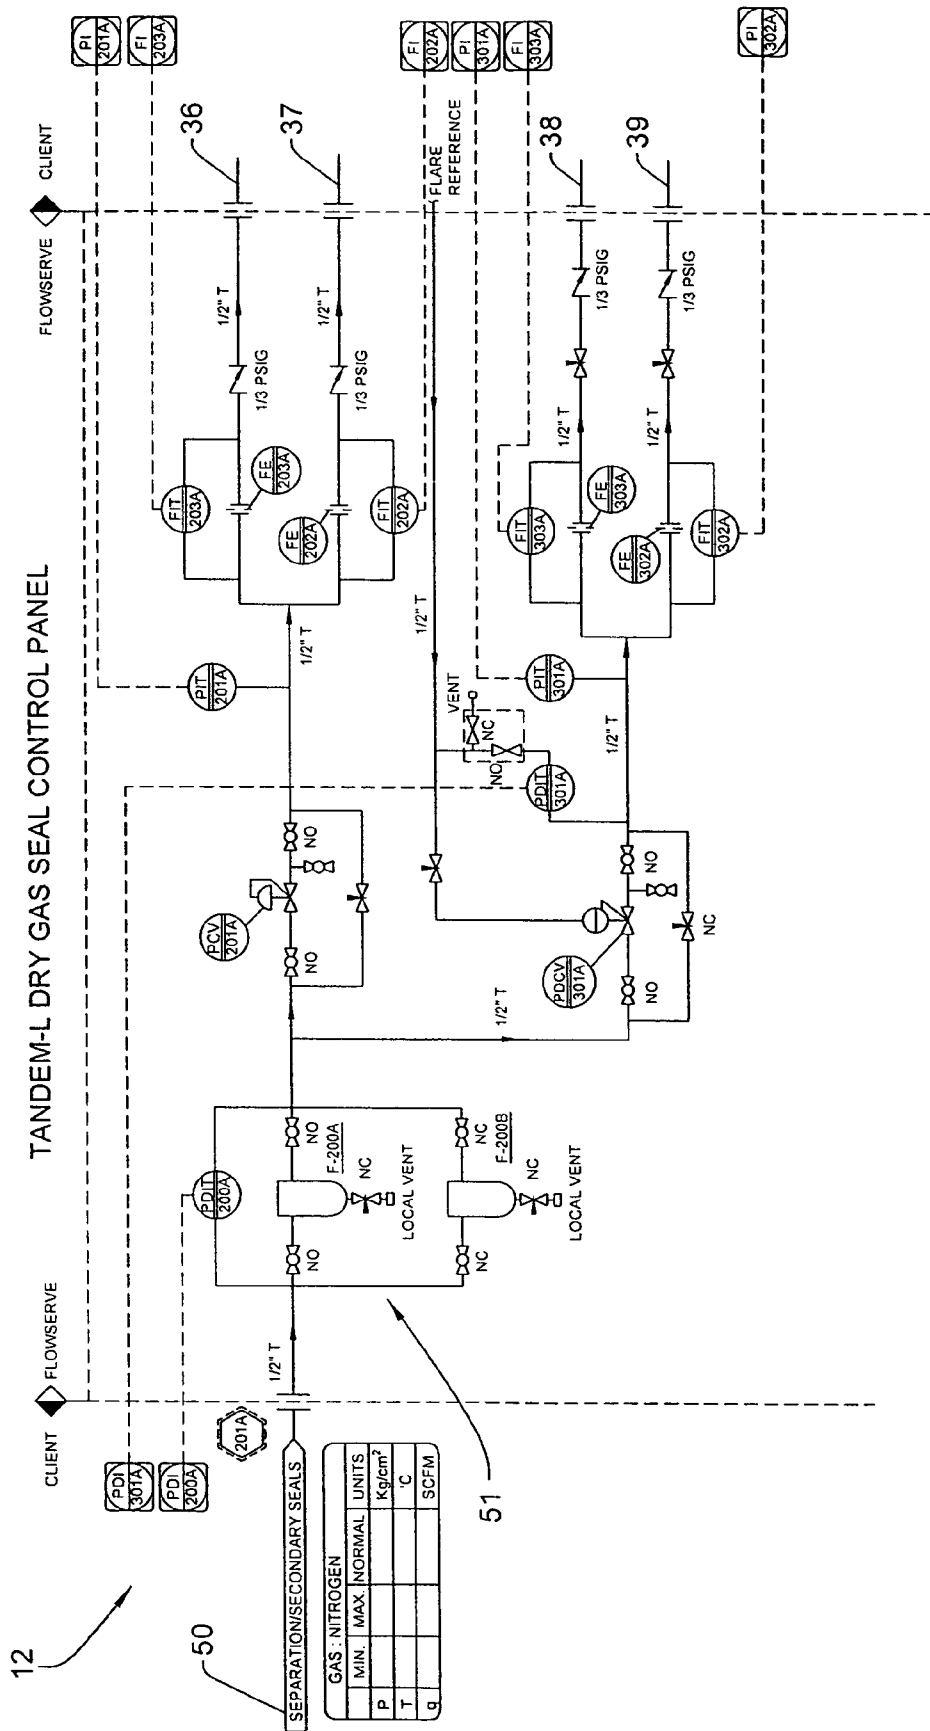 TANDEM-L DRY GAS SEAL CONTROL PANEL
12
CLIENT
FLOWSERVE
FLOWSERVE
CLIENT
PDI
301A
PDI
200A
PI
201A
FI
203A
FI
202A
PI
301A
FI
303A
PI
302A
50
SEPARATION/SECONDARY SEALS
201A
1/2" T
GAS : NITROGEN
MIN. MAX. NORMAL UNITS
P Kg/cm²
T °C
q SCFM
51
PDIT
200A
NO
NO
F-200A
NC
LOCAL VENT
NC
NC
F-200B
NC
LOCAL VENT
1/2" T
PCV
201A
NO
NO
PIT
201A
1/2" T
FIT
203A
FE
203A
FE
202A
FIT
202A
1/3 PSIG
1/3 PSIG
1/2" T
1/2" T
36
37
FLARE
REFERENCE
1/2" T
VENT
NC
NO
PDIT
301A
PDCV
301A
NO
NO
NC
PIT
301A
1/2" T
FIT
303A
FE
303A
FE
302A
FIT
302A
1/2" T
1/2" T
1/3 PSIG
1/3 PSIG
38
39